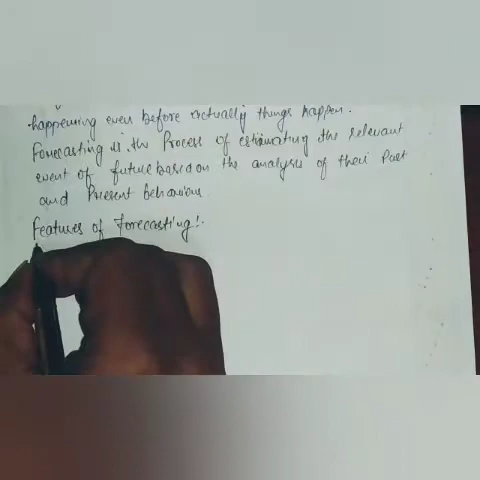 happening even before actually things happen.
Forecasting is the Process of estimating the relevant
event of future based on the analysis of their Past
and Present behaviour.
Features of Forecasting:-